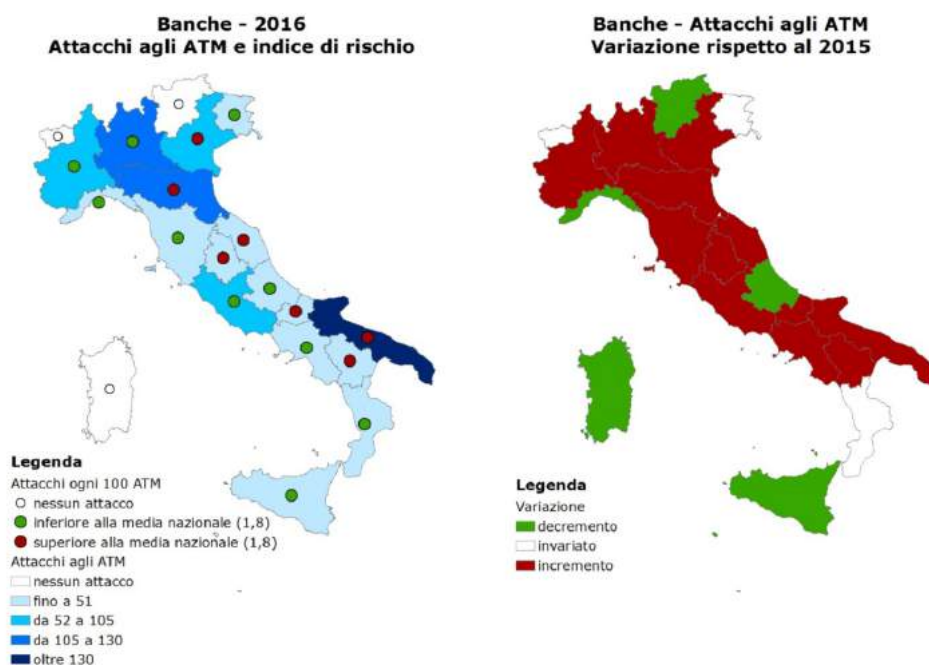 Banche - 2016
Attacchi agli ATM e indice di rischio
Legenda
Attacchi ogni 100 ATM
nessun attacco
inferiore alla media nazionale (1,8)
superiore alla media nazionale (1,8)
Attacchi agli ATM
nessun attacco
fino a 51
da 52 a 105
da 105 a 130
oltre 130
Banche - Attacchi agli ATM
Variazione rispetto al 2015
Legenda
Variazione
decremento
invariato
incremento